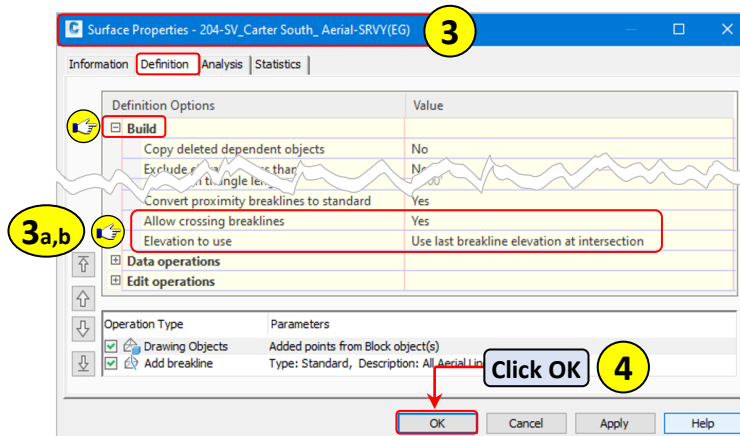 Surface Properties - 204-SV_Carter South_ Aerial-SRVY(EG)
3
Information Definition Analysis Statistics
Definition Options Value
Build
Copy deleted dependent objects No
Exclude than
triangle
Convert proximity breaklines to standard Yes
3a,b
Allow crossing breaklines Yes
Elevation to use Use last breakline elevation at intersection
Data operations
Edit operations
Operation Type Parameters
Drawing Objects Added points from Block object(s)
Add breakline Type: Standard, Description: All Aerial
Click OK 4
OK Cancel Apply Help